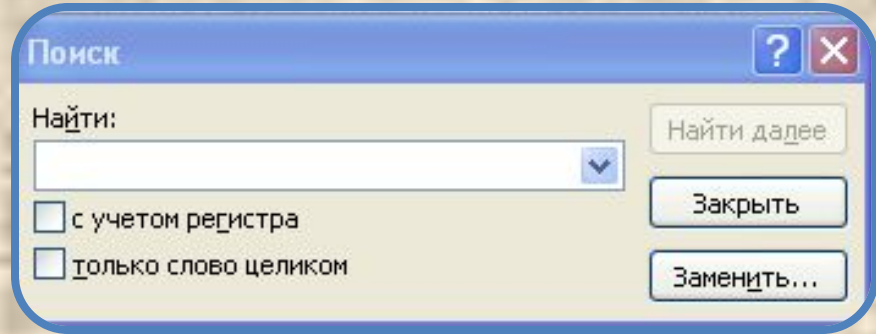 Поиск
Найти:
Найти далее
с учетом регистра
Закрыть
только слово целиком
Заменить...